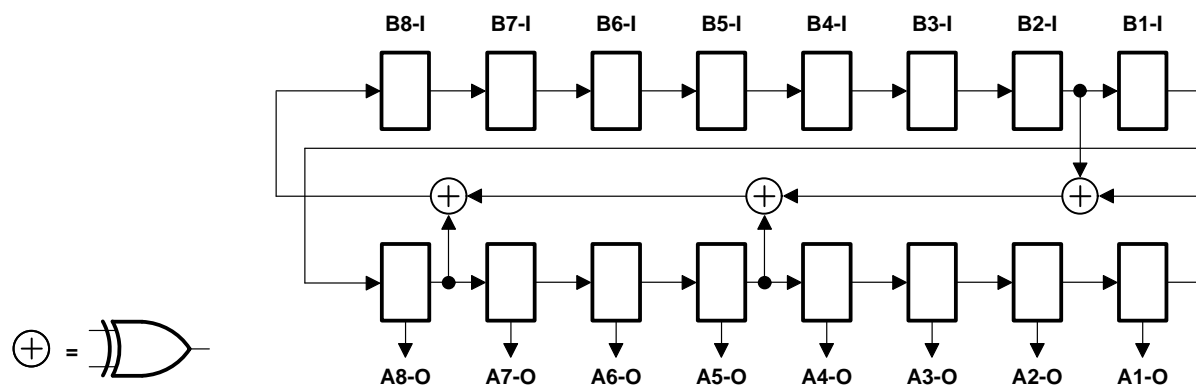 B8-I B7-I B6-I B5-I B4-I B3-I B2-I B1-I
=
A8-O A7-O A6-O A5-O A4-O A3-O A2-O A1-O